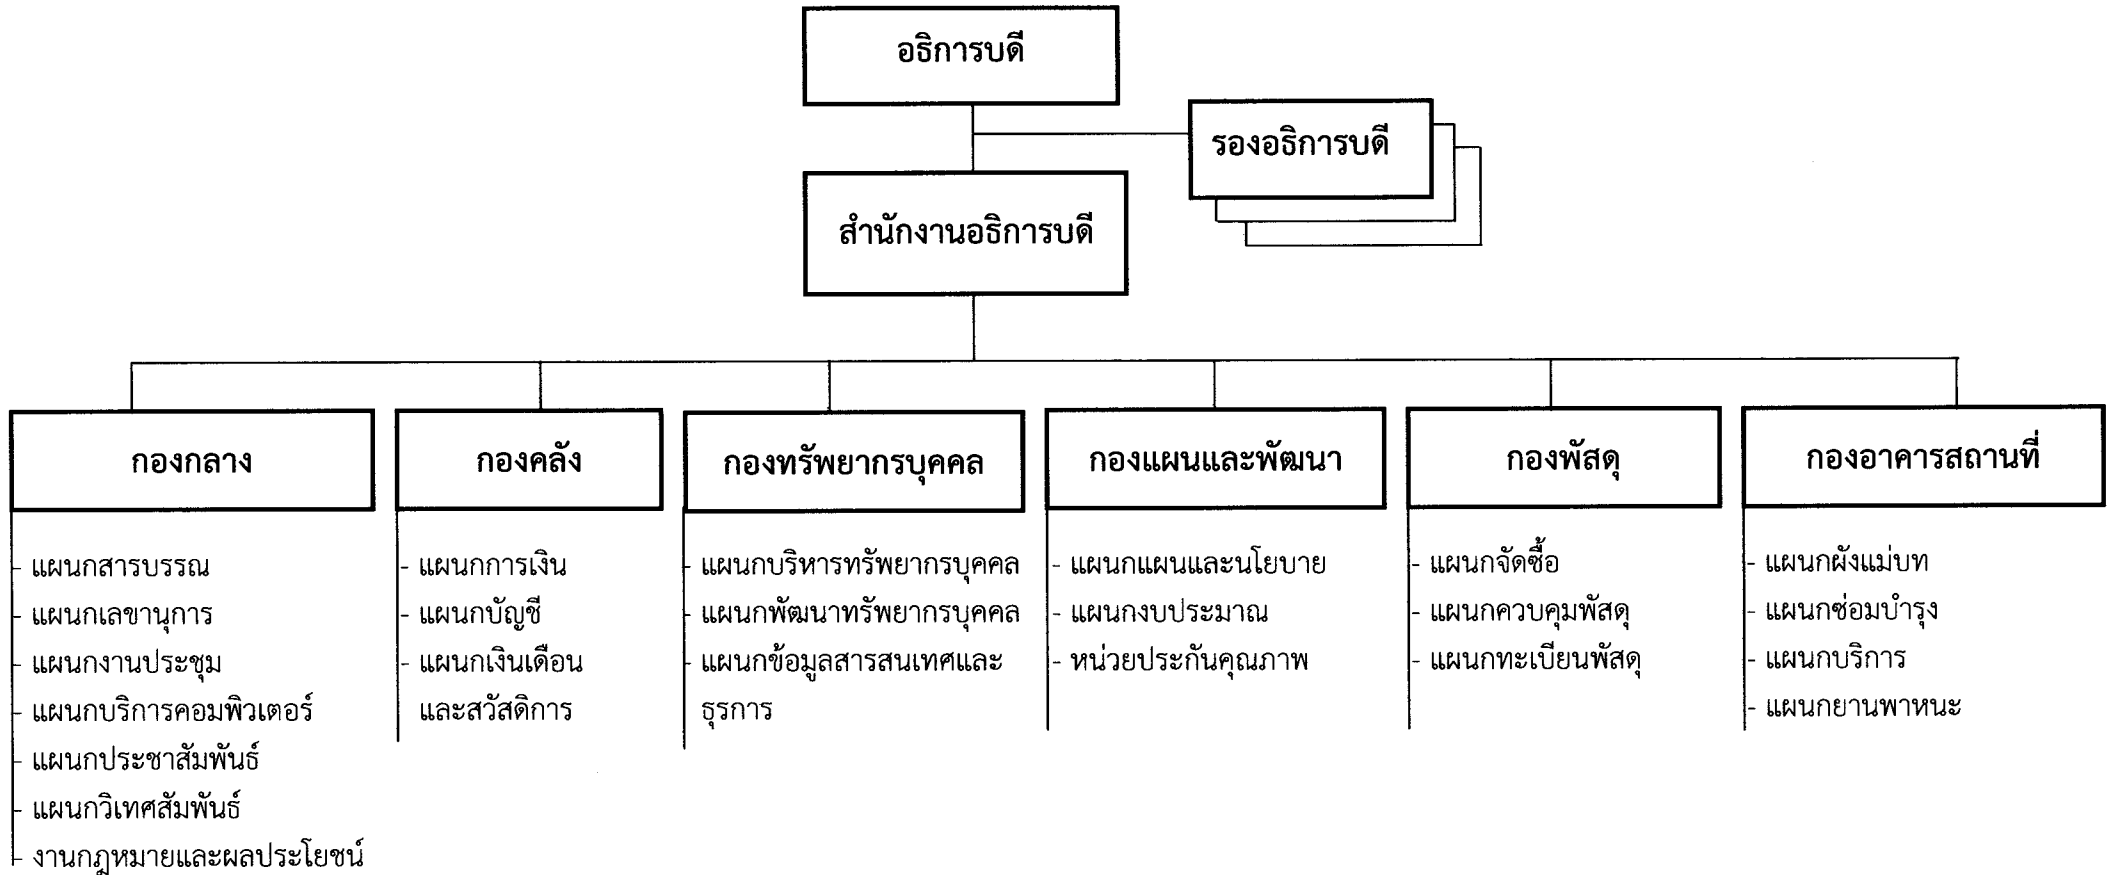 อธิการบดี
รองอธิการบดี
สำนักงานอธิการบดี
กองกลาง
- แผนกสารบรรณ
- แผนกเลขานุการ
- แผนกงานประชุม
- แผนกบริการคอมพิวเตอร์
- แผนกประชาสัมพันธ์
- แผนกวิเทศสัมพันธ์
- งานกฎหมายและผลประโยชน์
กองคลัง
- แผนกการเงิน
- แผนกบัญชี
- แผนกเงินเดือน
และสวัสดิการ
กองทรัพยากรบุคคล
- แผนกบริหารทรัพยากรบุคคล
- แผนกพัฒนาทรัพยากรบุคคล
- แผนกข้อมูลสารสนเทศและ
ธุรการ
กองแผนและพัฒนา
- แผนกแผนและนโยบาย
- แผนกงบประมาณ
- หน่วยประกันคุณภาพ
กองพัสดุ
- แผนกจัดซื้อ
- แผนกควบคุมพัสดุ
- แผนกทะเบียนพัสดุ
กองอาคารสถานที่
- แผนกผังแม่บท
- แผนกซ่อมบำรุง
- แผนกบริการ
- แผนกยานพาหนะ